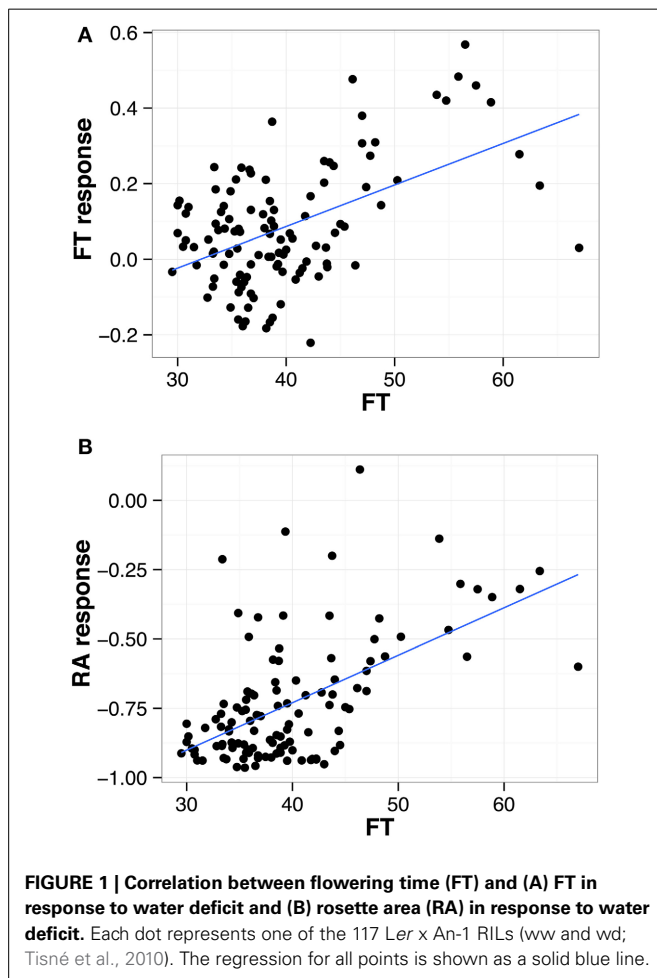 A
0.6
0.4
0.2
0.0
−0.2
FT response
30 40 50 60
FT
B
0.00
−0.25
−0.50
−0.75
−1.00
RA response
30 40 50 60
FT
FIGURE 1 | Correlation between flowering time (FT) and (A) FT in
response to water deficit and (B) rosette area (RA) in response to water
deficit. Each dot represents one of the 117 Ler x An-1 RILs (ww and wd;
Tisné et al., 2010). The regression for all points is shown as a solid blue line.